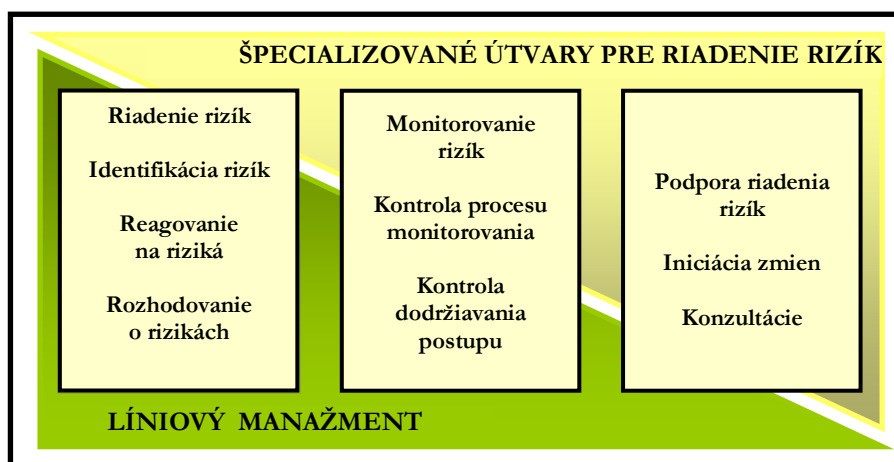 ŠPECIALIZOVANÉ ÚTVARY PRE RIADENIE RIZÍK
Riadenie rizík
Identifikácia rizík
Reagovanie
na riziká
Rozhodovanie
o rizikách
Monitorovanie
rizík
Kontrola procesu
monitorovania
Kontrola
dodržiavania
postupu
Podpora riadenia
rizík
Iniciácia zmien
Konzultácie
LÍNIOVÝ MANAŽMENT